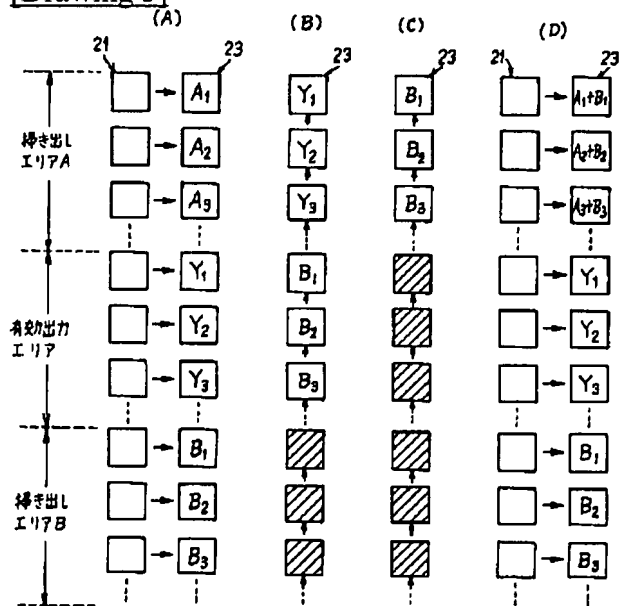 [Drawing 5]
(A) (B) (C) (D)
21 23 23 23 21 23
A1 Y1 B1 A1+B1
掃き出し
エリアA
A2 Y2 B2 A2+B2
A3 Y3 B3 A3+B3
Y1 B1 Y1
有効出力
エリア
Y2 B2 Y2
Y3 B3 Y3
B1 B1
掃き出し
エリアB
B2 B2
B3 B3